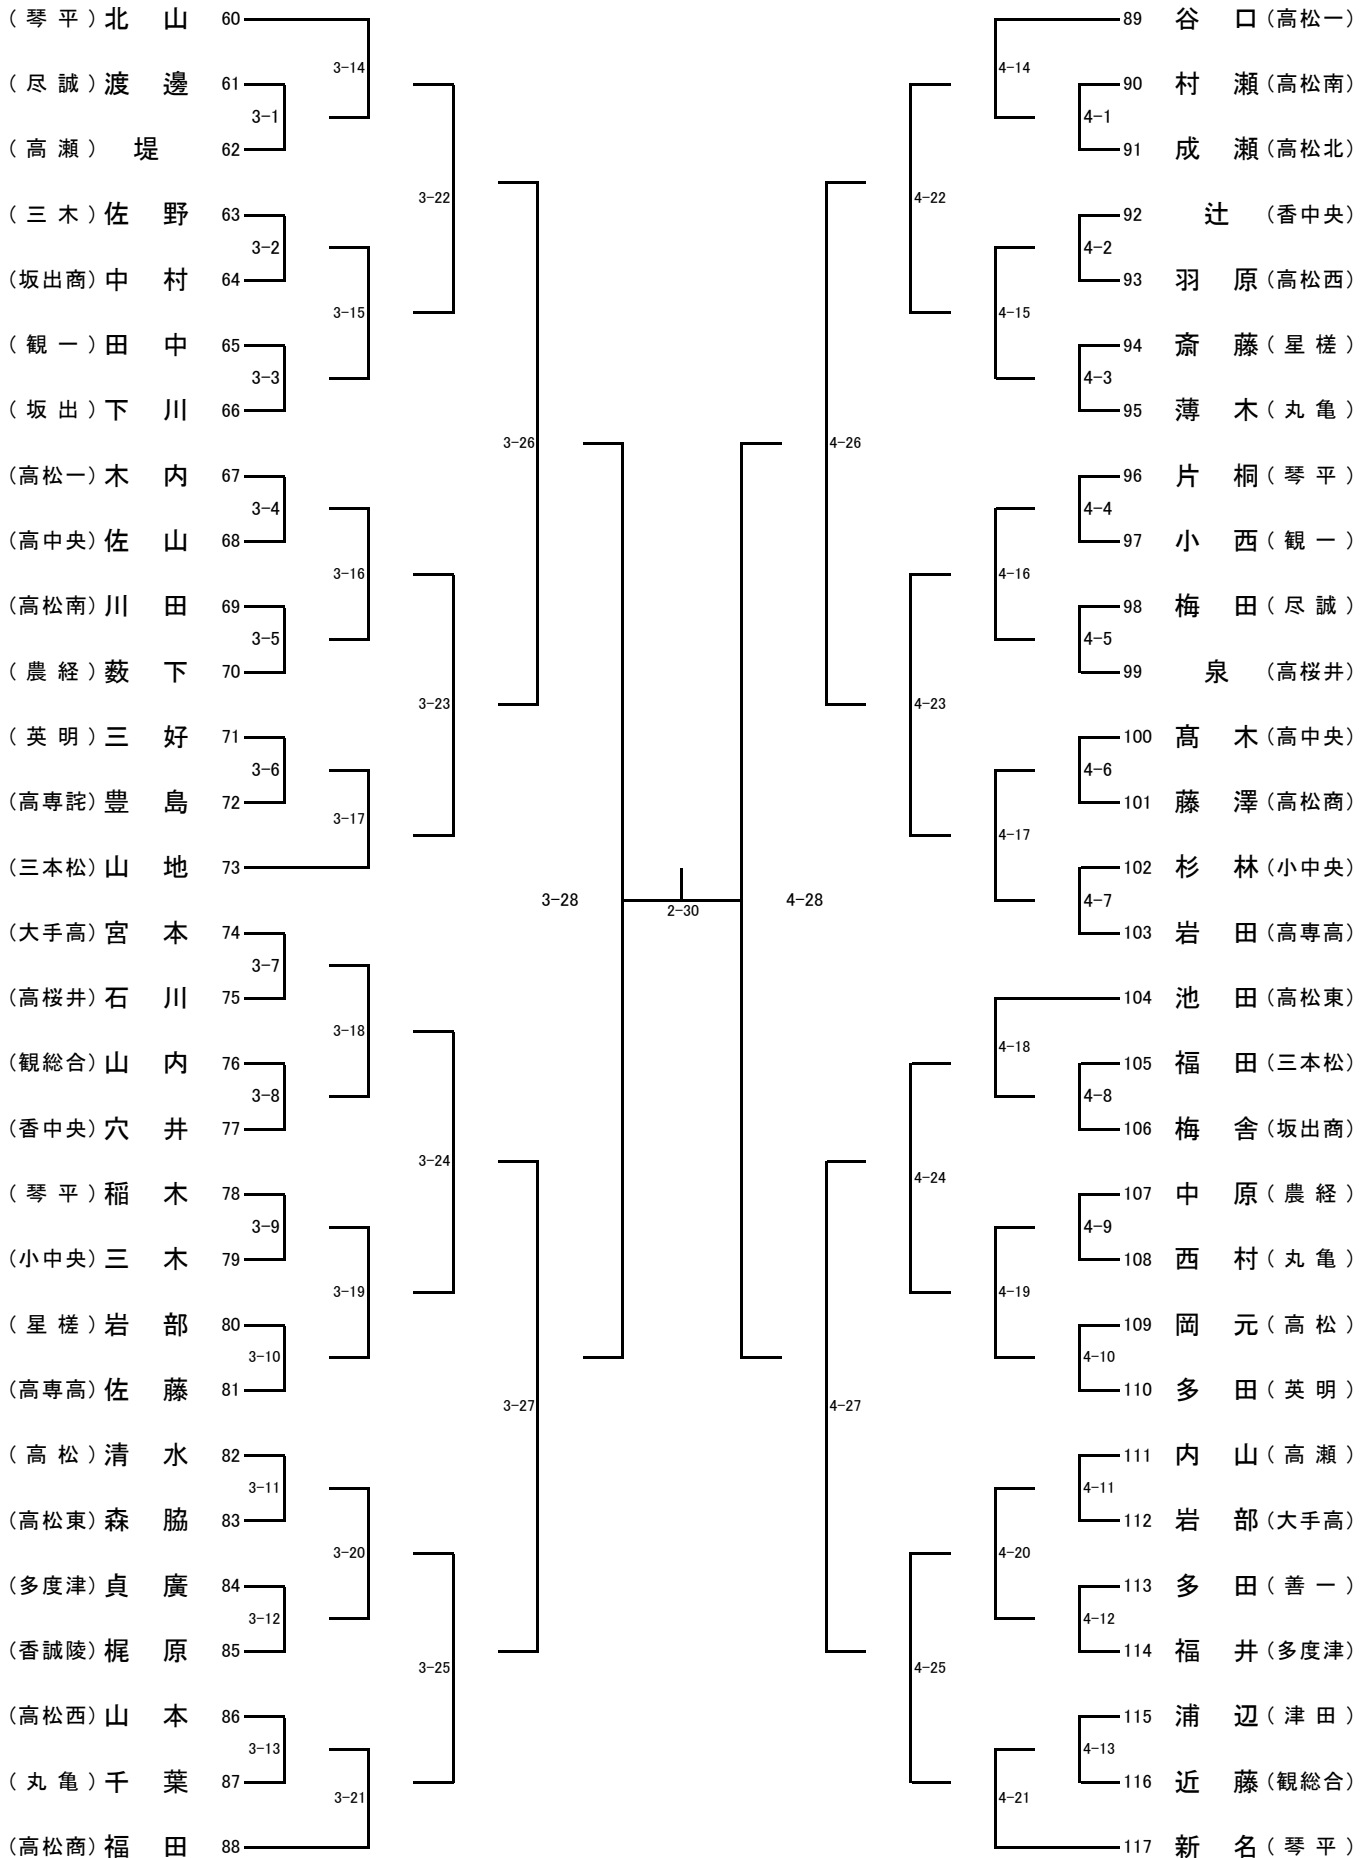 (琴平) 北山 60
3-14
(尽誠) 渡邊 61
3-1
(高瀬) 堤 62
3-22
(三木) 佐野 63
3-2
(坂出商) 中村 64
3-15
(観一) 田中 65
3-3
(坂出) 下川 66
3-26
(高松一) 木内 67
3-4
(高中央) 佐山 68
3-16
(高松南) 川田 69
3-5
(農経) 薮下 70
3-23
(英明) 三好 71
3-6
(高専詫) 豊島 72
3-17
(三本松) 山地 73
3-28
(大手高) 宮本 74
3-7
(高桜井) 石川 75
3-18
(観総合) 山内 76
3-8
(香中央) 穴井 77
3-24
(琴平) 稲木 78
3-9
(小中央) 三木 79
3-19
(星槎) 岩部 80
3-10
(高専高) 佐藤 81
3-27
(高松) 清水 82
3-11
(高松東) 森脇 83
3-20
(多度津) 貞廣 84
3-12
(香誠陵) 梶原 85
3-25
(高松西) 山本 86
3-13
(丸亀) 千葉 87
3-21
(高松商) 福田 88
2-30
89 谷口 (高松一)
4-14
90 村瀬 (高松南)
4-1
91 成瀬 (高松北)
4-22
92 辻 (香中央)
4-2
93 羽原 (高松西)
4-15
94 斎藤 (星槎)
4-3
95 薄木 (丸亀)
4-26
96 片桐 (琴平)
4-4
97 小西 (観一)
4-16
98 梅田 (尽誠)
4-5
99 泉 (高桜井)
4-23
100 髙木 (高中央)
4-6
101 藤澤 (高松商)
4-17
102 杉林 (小中央)
4-28
4-7
103 岩田 (高専高)
104 池田 (高松東)
4-18
105 福田 (三本松)
4-8
106 梅舎 (坂出商)
4-24
107 中原 (農経)
4-9
108 西村 (丸亀)
4-19
109 岡元 (高松)
4-10
110 多田 (英明)
4-27
111 内山 (高瀬)
4-11
112 岩部 (大手高)
4-20
113 多田 (善一)
4-12
114 福井 (多度津)
4-25
115 浦辺 (津田)
4-13
116 近藤 (観総合)
4-21
117 新名 (琴平)